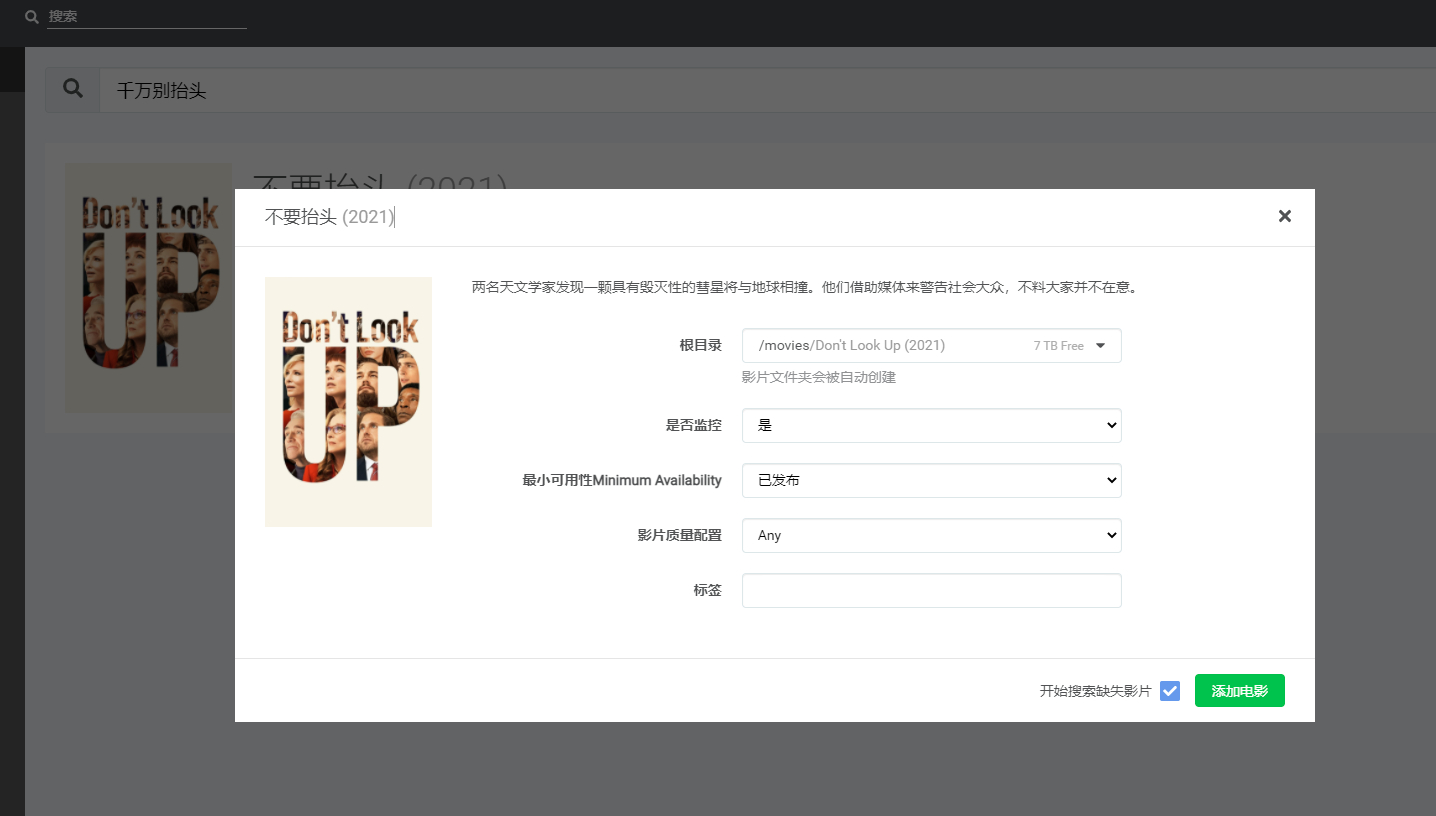 搜索
千万别抬头
不要抬头 (2021)
Don't Look
UP
不要抬头 (2021)
Don't Look
UP
两名天文学家发现一颗具有毁灭性的彗星将与地球相撞。他们借助媒体来警告社会大众，不料大家并不在意。
根目录 /movies/Don't Look Up (2021) 7 TB Free
影片文件夹会被自动创建
是否监控 是
最小可用性Minimum Availability 已发布
影片质量配置 Any
标签
开始搜索缺失影片 添加电影